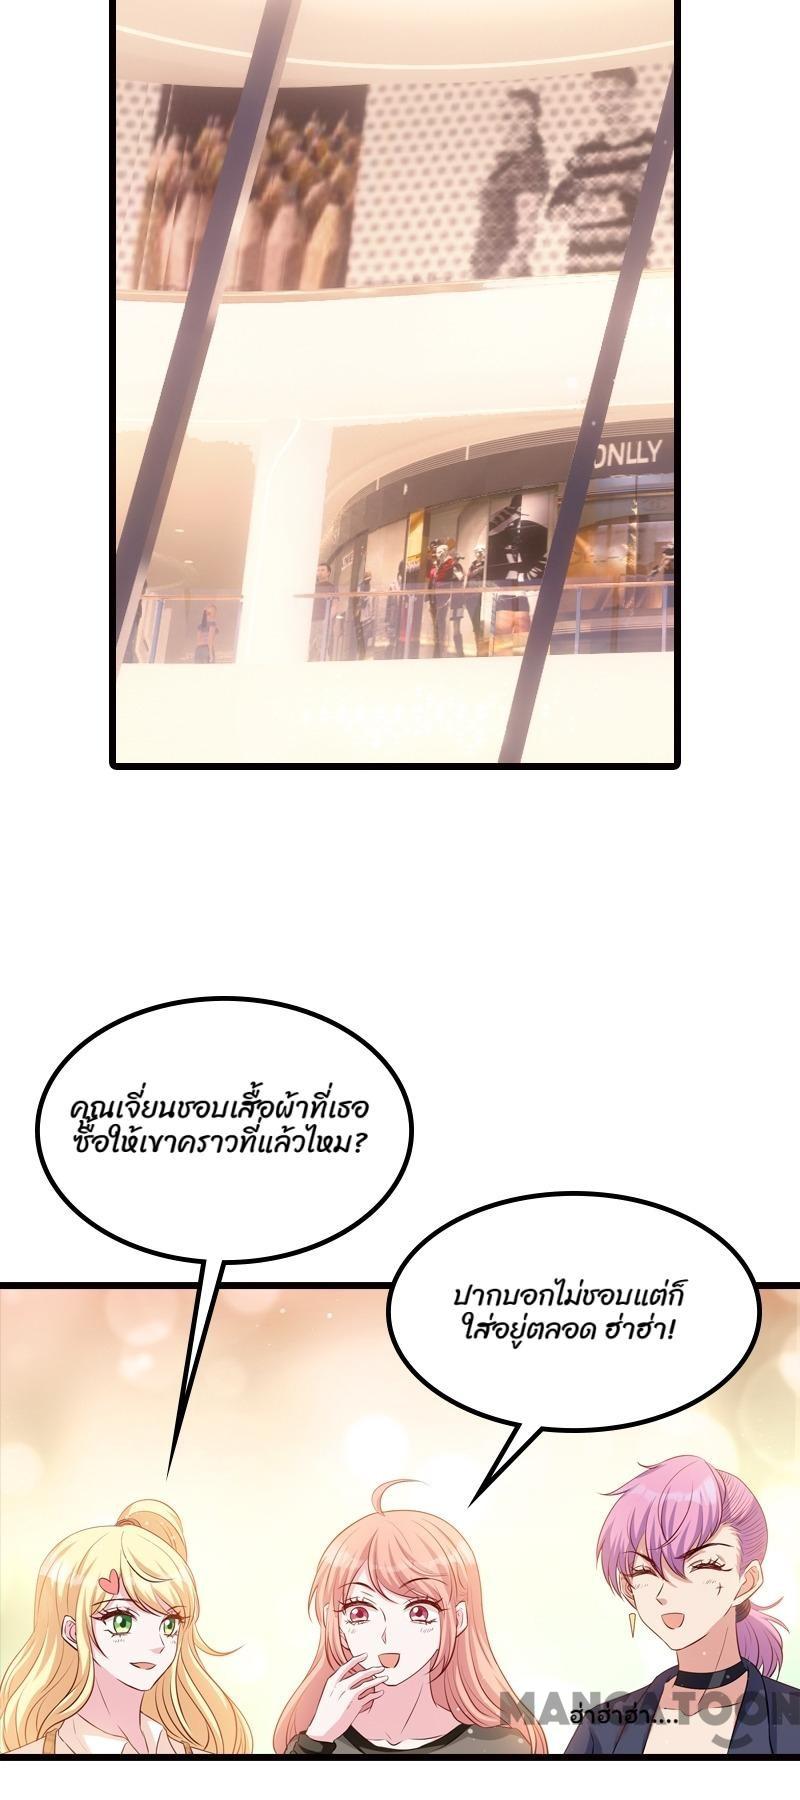 ONLLY
คุณเจี่ยนชอบเสื้อผ้าที่เธอ
ซื้อให้เขาคราวที่แล้วไหม?
ปากบอกไม่ชอบแต่ก็
ใส่อยู่ตลอด ฮ่าฮ่า!
MANGATOON
ฮ่าฮ่าฮ่า....